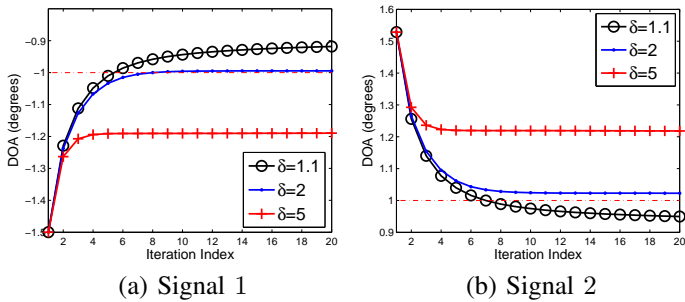 −0.9
−1
−1.1
−1.2
−1.3
−1.4
−1.5
DOA (degrees)
2 4 6 8 10 12 14 16 18 20
Iteration Index
δ=1.1
δ=2
δ=5
(a) Signal 1
1.6
1.5
1.4
1.3
1.2
1.1
1
0.9
DOA (degrees)
2 4 6 8 10 12 14 16 18 20
Iteration Index
δ=1.1
δ=2
δ=5
(b) Signal 2